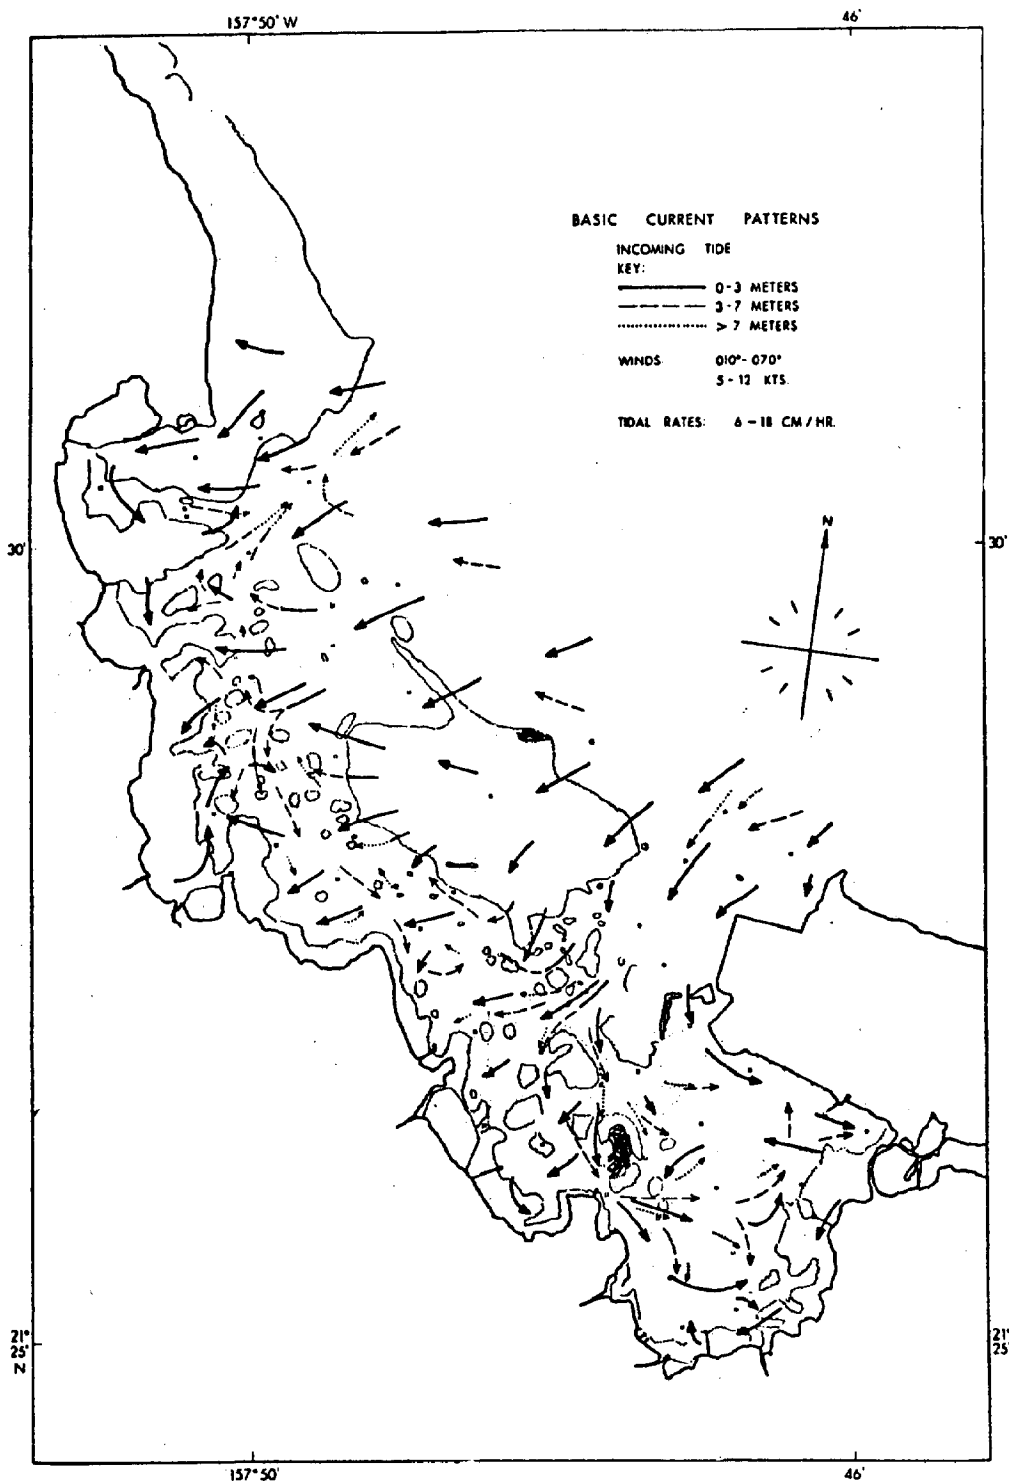 157°50' W
46'
BASIC CURRENT PATTERNS
INCOMING TIDE
KEY:
0-3 METERS
3-7 METERS
>7 METERS
WINDS 010°-070°
5-12 KTS.
TIDAL RATES: 6-18 CM/HR.
N
30'
30'
21°
25'
N
21°
25'
157°50'
46'